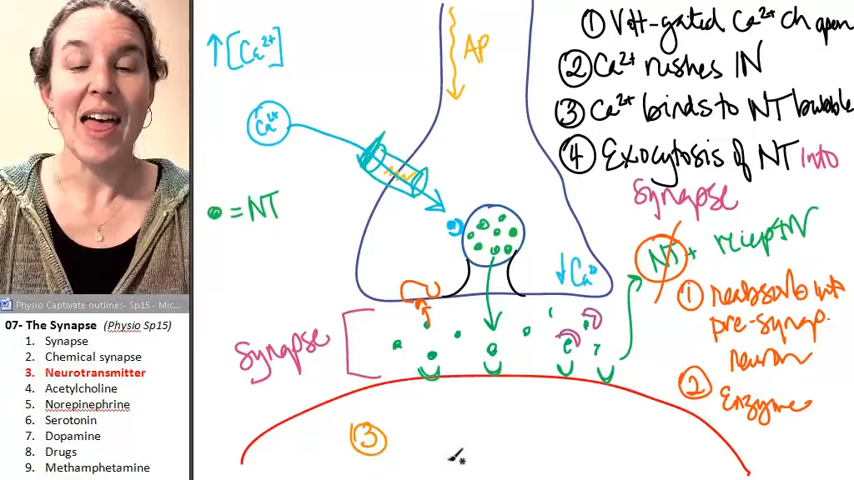 ↑[Ca²⁺]
AP
Ca²⁺
= NT
↓Ca²⁺
Synapse
③
① V-gated Ca²⁺ ch open
② Ca²⁺ rushes IN
③ Ca²⁺ binds to NT bubble
④ Exocytosis of NT into
synapse
NT + receptor
① reabsorb into
pre-synap.
neuron
② Enzyme
Physio Captivate outlines- Sp15 - Mic...
07- The Synapse (Physio Sp15)
1. Synapse
2. Chemical synapse
3. Neurotransmitter
4. Acetylcholine
5. Norepinephrine
6. Serotonin
7. Dopamine
8. Drugs
9. Methamphetamine